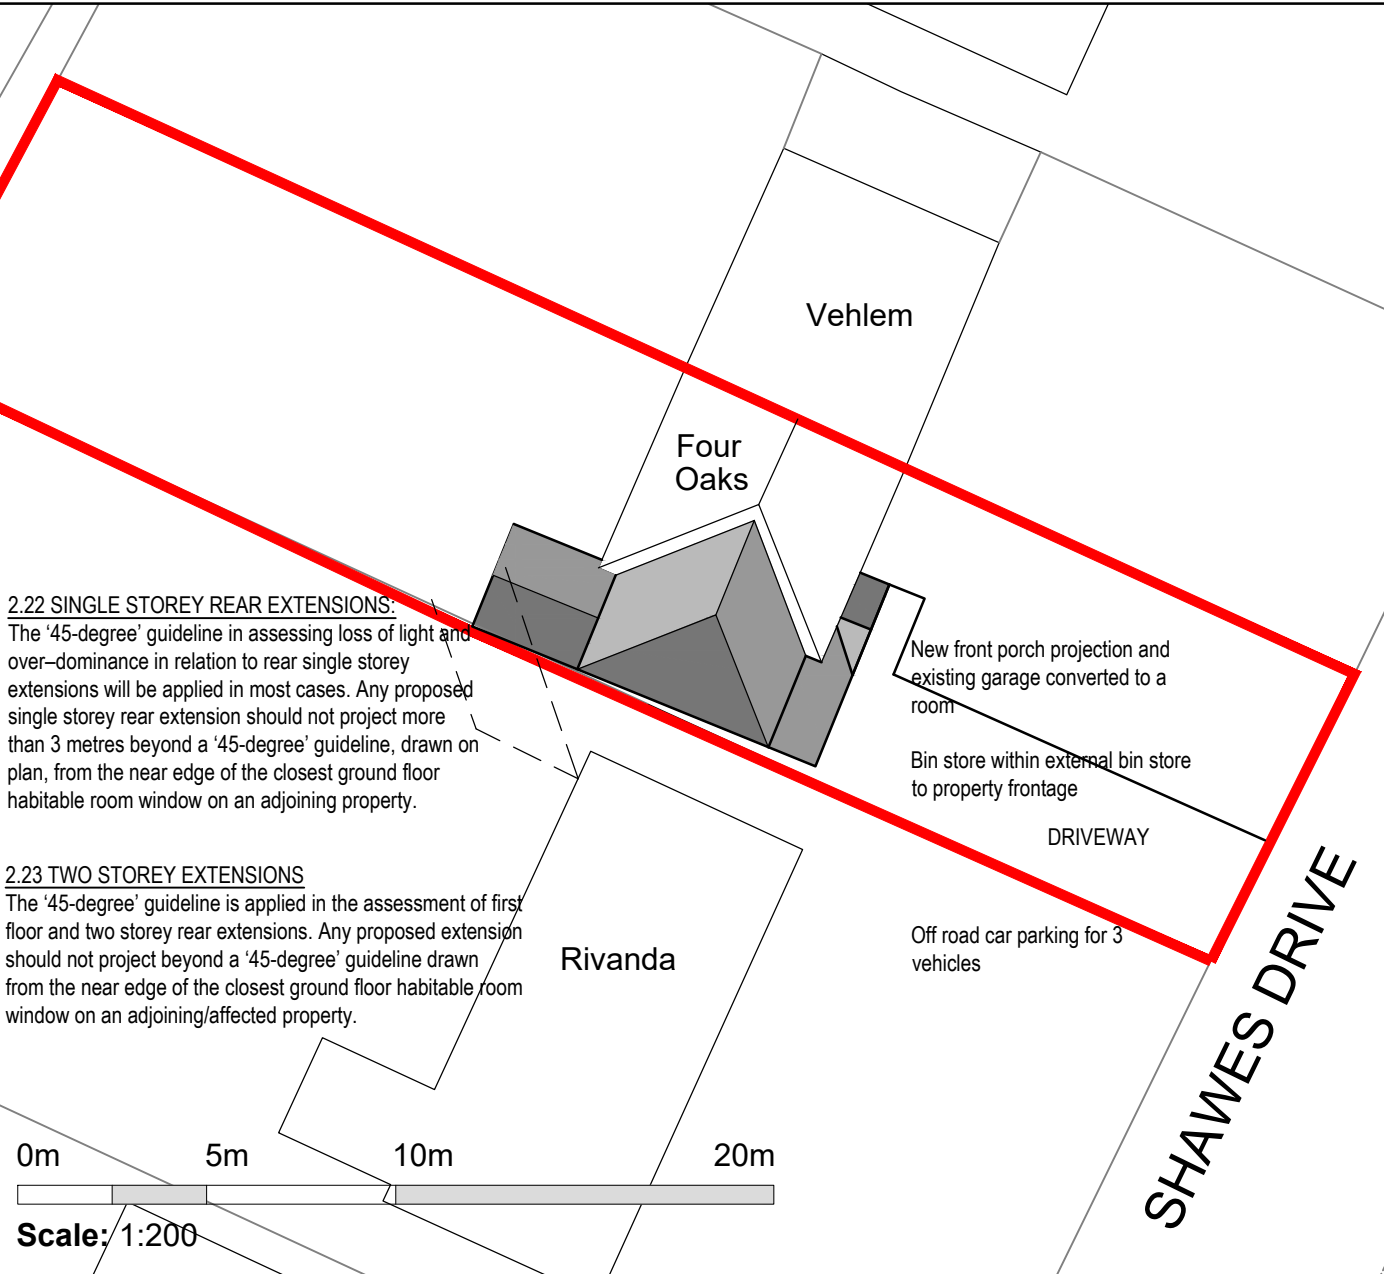 Vehlem
Four
Oaks
2.22 SINGLE STOREY REAR EXTENSIONS:
The ‘45-degree’ guideline in assessing loss of light and
over–dominance in relation to rear single storey
extensions will be applied in most cases. Any proposed
single storey rear extension should not project more
than 3 metres beyond a ‘45-degree’ guideline, drawn on
plan, from the near edge of the closest ground floor
habitable room window on an adjoining property.
2.23 TWO STOREY EXTENSIONS
The ‘45-degree’ guideline is applied in the assessment of first
floor and two storey rear extensions. Any proposed extension
should not project beyond a ‘45-degree’ guideline drawn
from the near edge of the closest ground floor habitable room
window on an adjoining/affected property.
New front porch projection and
existing garage converted to a
room
Bin store within external bin store
to property frontage
DRIVEWAY
Off road car parking for 3
vehicles
Rivanda
SHAWES DRIVE
0m 5m 10m 20m
Scale: 1:200